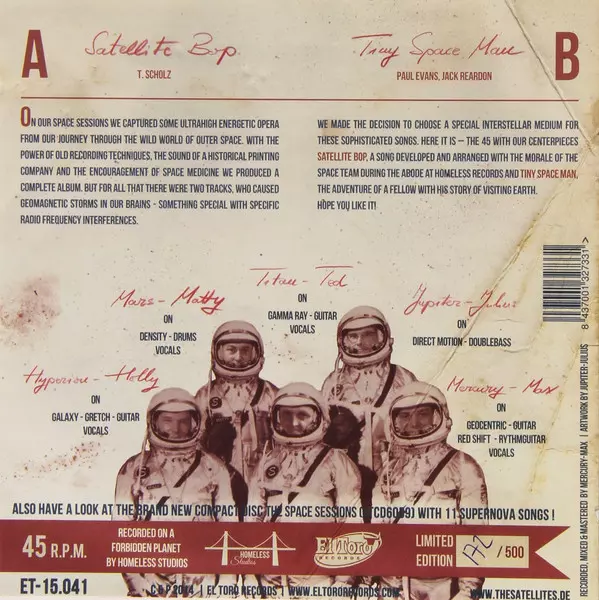 A
Satellite Bop
T. SCHOLZ
Tiny Space Man
PAUL EVANS, JACK REARDON
B
ON OUR SPACE SESSIONS WE CAPTURED SOME ULTRAHIGH ENERGETIC OPERA
FROM OUR JOURNEY THROUGH THE WILD WORLD OF OUTER SPACE. WITH THE
POWER OF OLD RECORDING TECHNIQUES, THE SOUND OF A HISTORICAL PRINTING
COMPANY AND THE ENCOURAGEMENT OF SPACE MEDICINE WE PRODUCED A
COMPLETE ALBUM. BUT FOR ALL THAT THERE WERE TWO TRACKS, WHO CAUSED
GEOMAGNETIC STORMS IN OUR BRAINS - SOMETHING SPECIAL WITH SPECIFIC
RADIO FREQUENCY INTERFERENCES.
WE MADE THE DECISION TO CHOOSE A SPECIAL INTERSTELLAR MEDIUM FOR
THESE SOPHISTICATED SONGS. HERE IT IS – THE 45 WITH OUR CENTERPIECES
SATELLITE BOP, A SONG DEVELOPED AND ARRANGED WITH THE MORALE OF THE
SPACE TEAM DURING THE ABODE AT HOMELESS RECORDS AND TINY SPACE MAN,
THE ADVENTURE OF A FELLOW WITH HIS STORY OF VISITING EARTH.
HOPE YOU LIKE IT!
Mars - Matty
ON
DENSITY - DRUMS
VOCALS
Titan - Ted
ON
GAMMA RAY - GUITAR
VOCALS
Jupiter - Julius
ON
DIRECT MOTION - DOUBLEBASS
Hyperion - Holly
ON
GALAXY - GRETCH - GUITAR
VOCALS
Mercury - Max
ON
GEOCENTRIC - GUITAR
RED SHIFT - RYTHMGUITAR
VOCALS
8 437001 327331 >
RECORDED, MIXED & MASTERED BY MERCURY-MAX | ARTWORK BY JUPITER-JULIUS
ALSO HAVE A LOOK AT THE BRAND NEW COMPACT DISC THE SPACE SESSIONS WITH 11 SUPERNOVA SONGS !
45 R.P.M.
RECORDED ON A
FORBIDDEN PLANET
BY HOMELESS STUDIOS
HOMELESS
Studios
El Toro
RECORDS
LIMITED
EDITION
/ 500
ET-15.041
© & P 2014 | EL TORO RECORDS | WWW.ELTORORECORDS.COM
WWW.THESATELLITES.DE